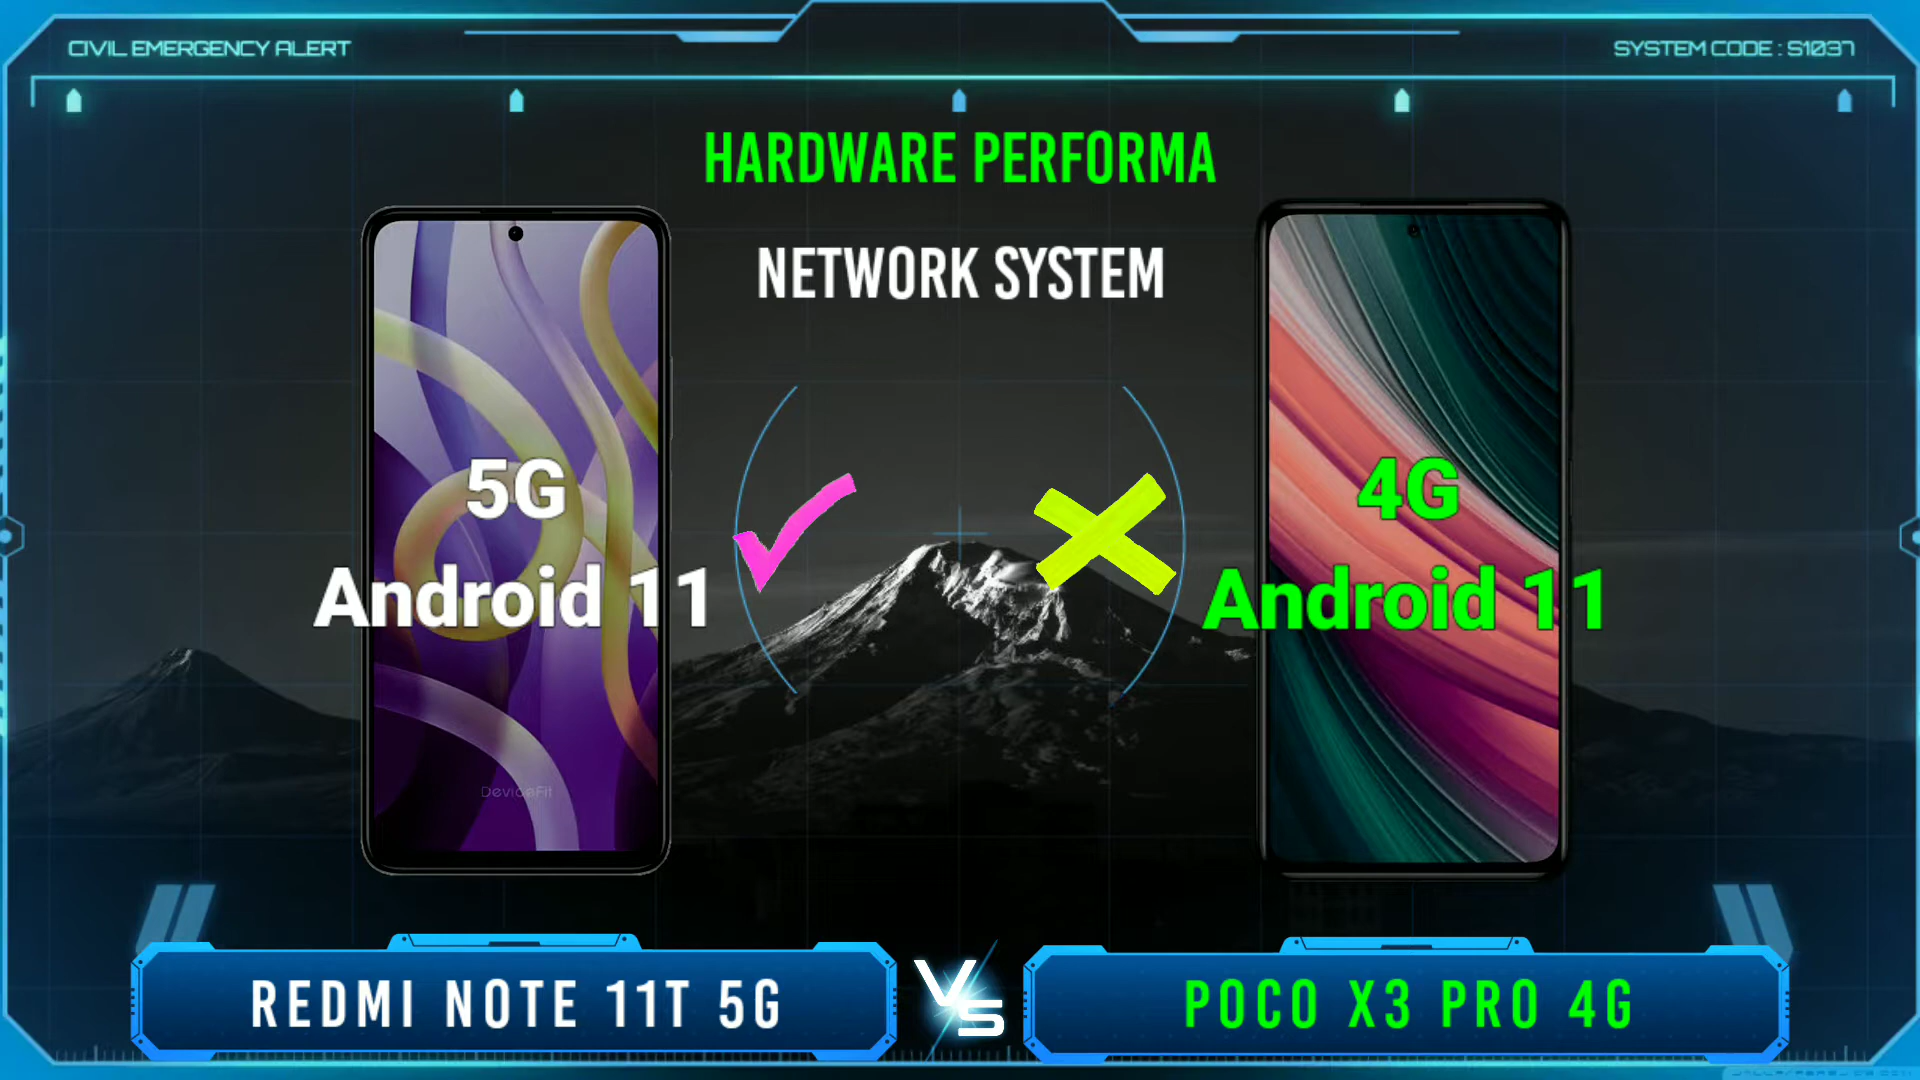 CIVIL EMERGENCY ALERT
SYSTEM CODE : S1037
HARDWARE PERFORMA
NETWORK SYSTEM
5G
4G
Android 11
Android 11
DeviceFit
REDMI NOTE 11T 5G
VS
POCO X3 PRO 4G